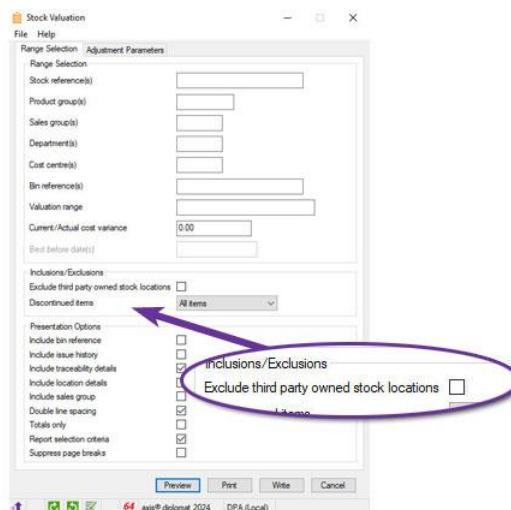 Stock Valuation
File Help
Range Selection Adjustment Parameters
Range Selection
Stock reference(s)
Product group(s)
Sales group(s)
Department(s)
Cost centre(s)
Bin reference(s)
Valuation range
Current/Actual cost variance 0.00
Best before date(s)
Inclusions/Exclusions
Exclude third party owned stock locations
Discontinued items All items
Presentation Options
Include bin reference
Include issue history
Include traceability details
Include location details
Include sales group
Double line spacing
Totals only
Report selection criteria
Suppress page breaks
Inclusions/Exclusions
Exclude third party owned stock locations
Preview Print Write Cancel
64 axis® diplomat 2024 DPA (Local)